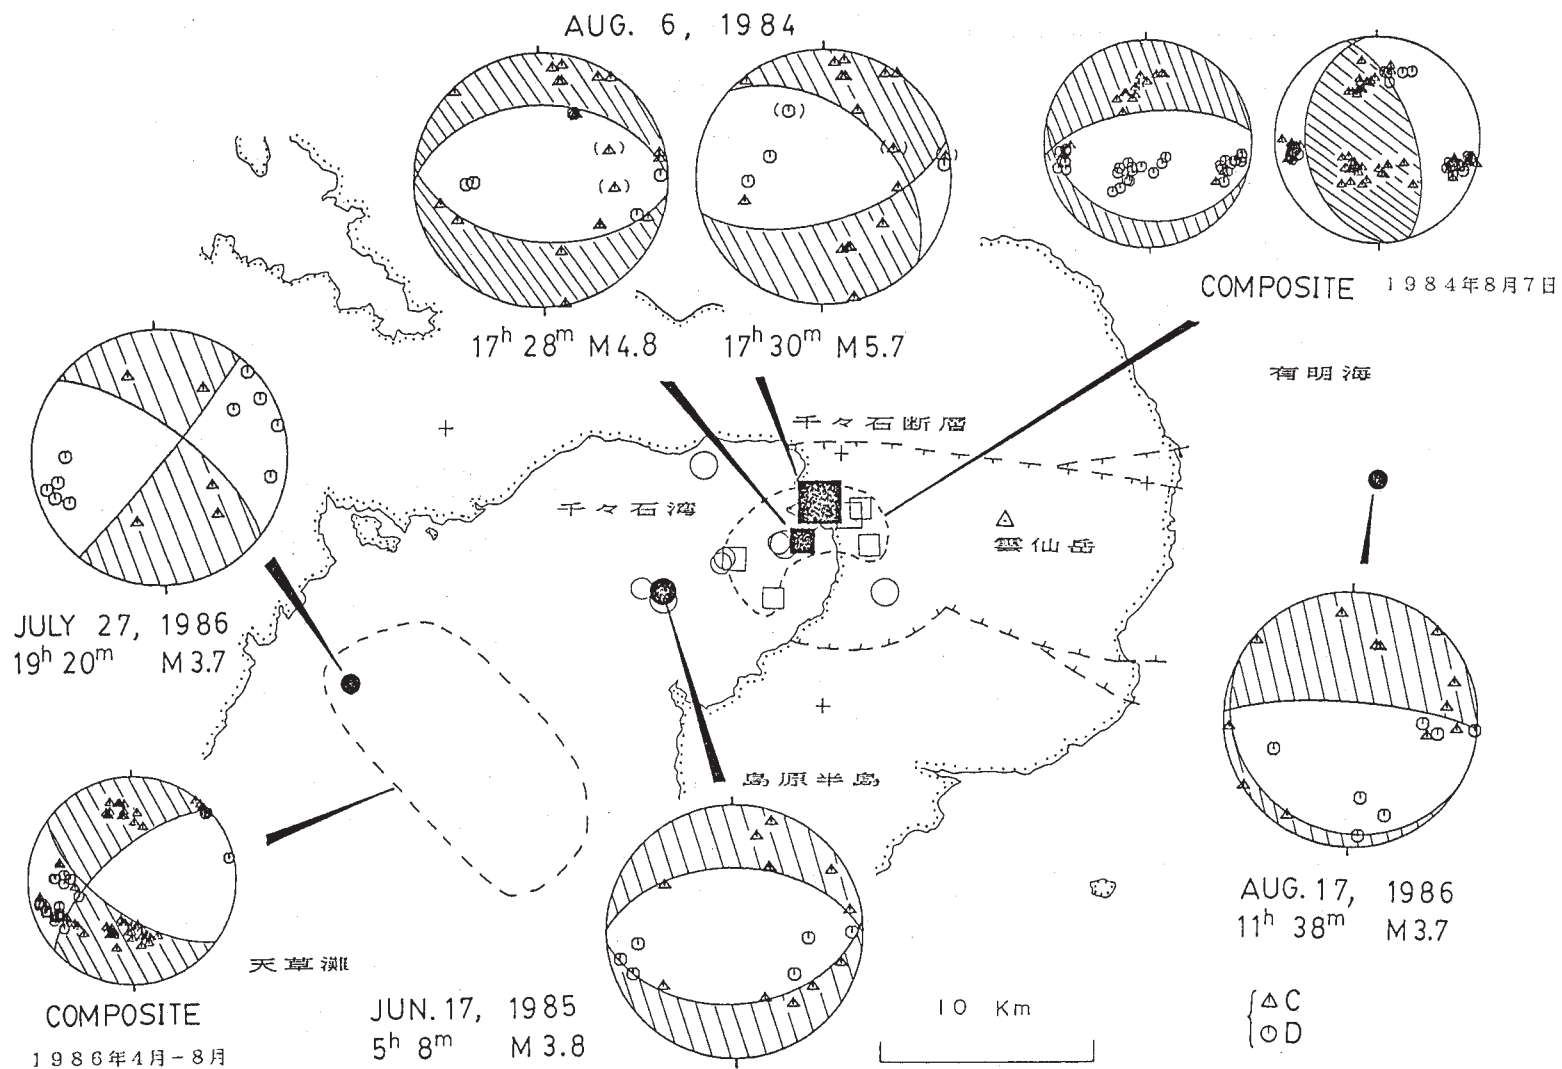 AUG. 6, 1984
17h 28m M4.8
17h 30m M5.7
COMPOSITE 1984年8月7日
有明海
千々石断層
千々石湾
雲仙岳
JULY 27, 1986
19h 20m M3.7
島原半島
天草灘
COMPOSITE
1986年4月-8月
JUN. 17, 1985
5h 8m M3.8
10 Km
AUG. 17, 1986
11h 38m M3.7
C
D